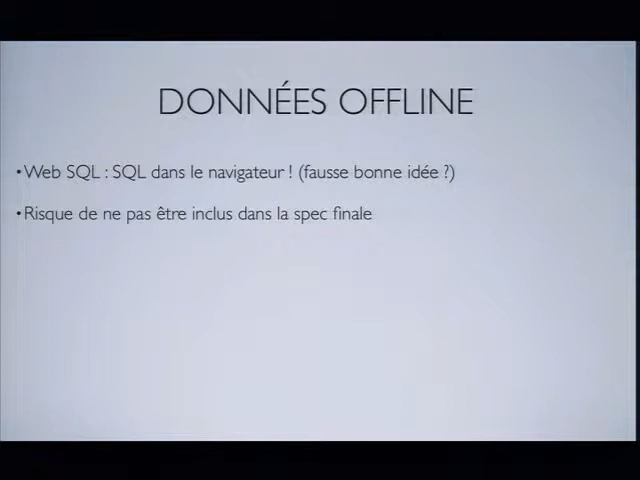 DONNÉES OFFLINE
•Web SQL : SQL dans le navigateur ! (fausse bonne idée ?)
•Risque de ne pas être inclus dans la spec finale